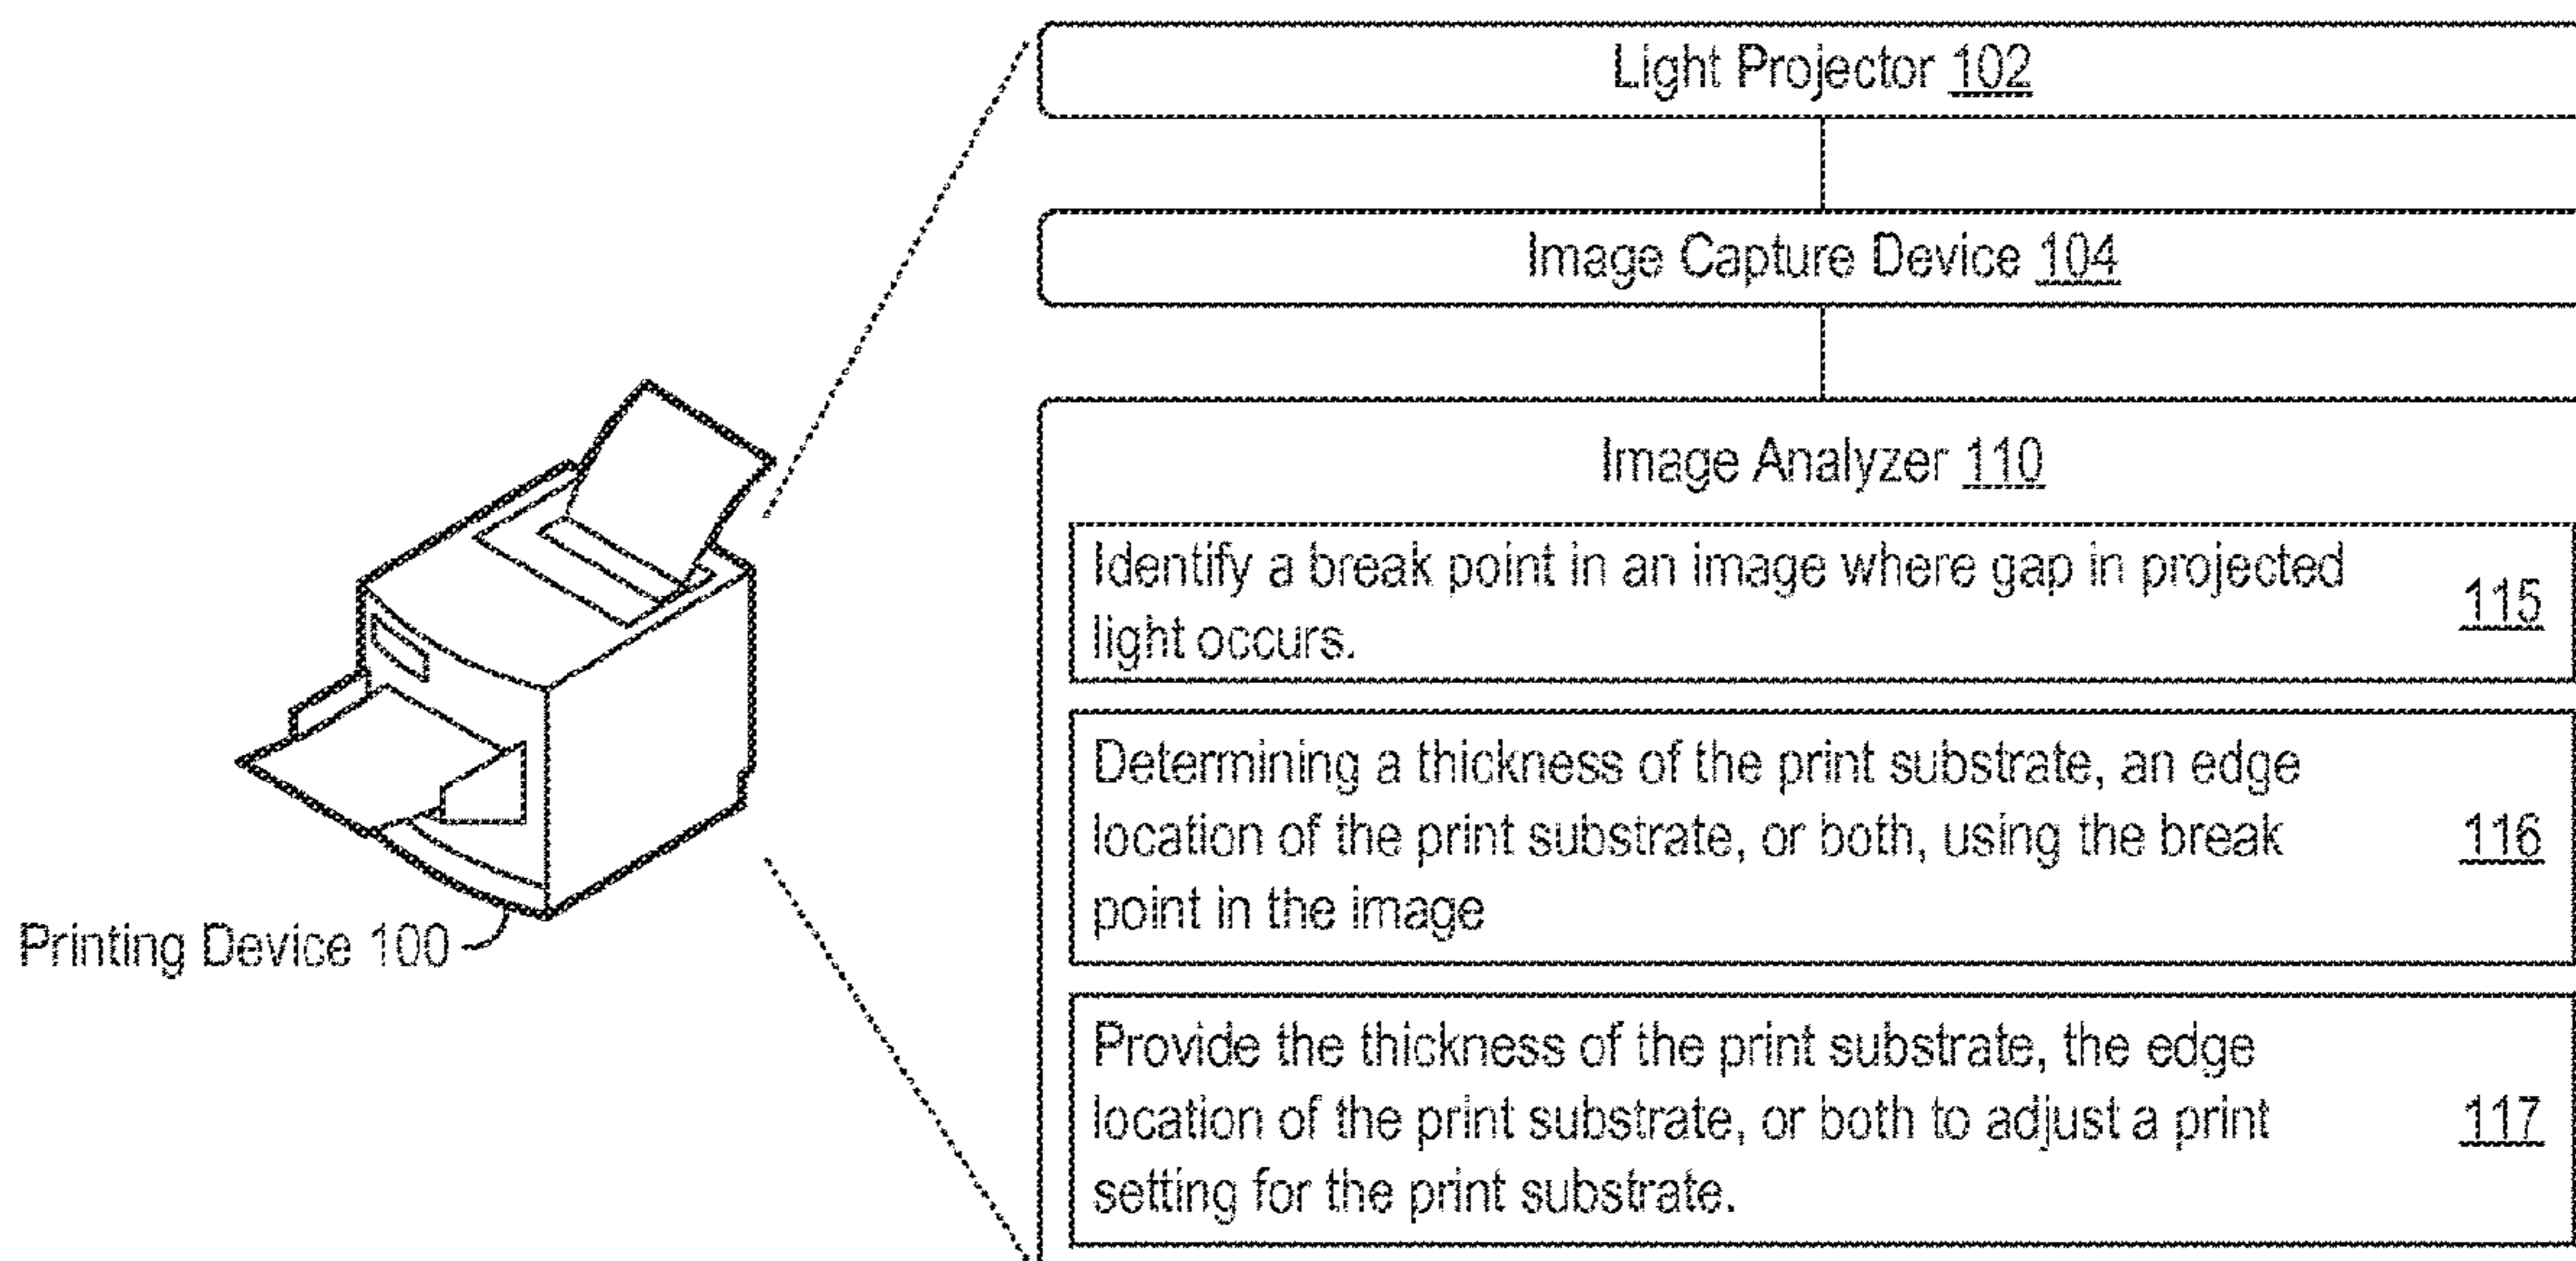 Light Projector 102
Image Capture Device 104
Image Analyzer 110
Identify a break point in an image where gap in projected
light occurs.
115
Determining a thickness of the print substrate, an edge
location of the print substrate, or both, using the break
point in the image
116
Provide the thickness of the print substrate, the edge
location of the print substrate, or both to adjust a print
setting for the print substrate.
117
Printing Device 100